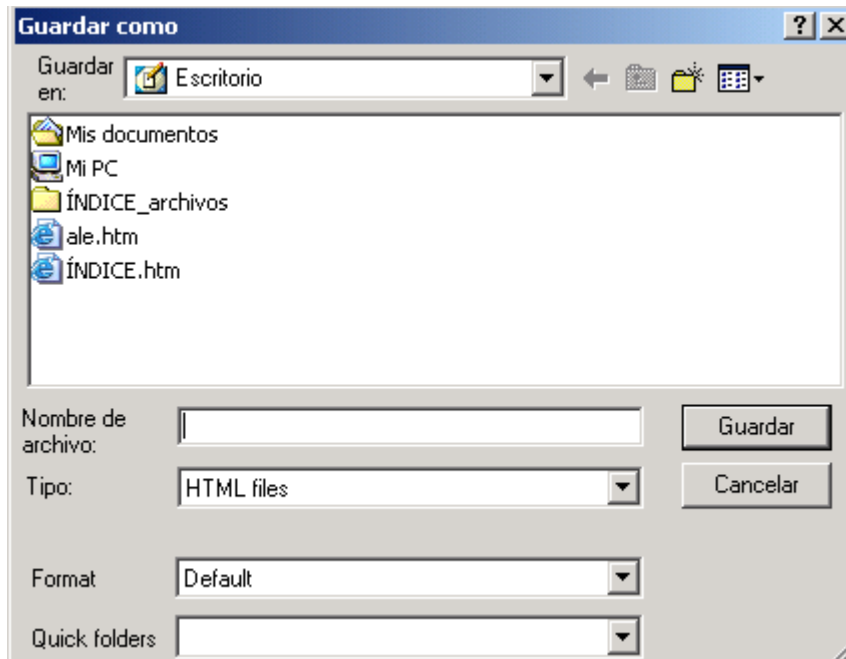 Guardar como
Guardar
en:
Escritorio
Mis documentos
Mi PC
ÍNDICE_archivos
ale.htm
ÍNDICE.htm
Nombre de
archivo:
Guardar
Tipo:
HTML files
Cancelar
Format
Default
Quick folders